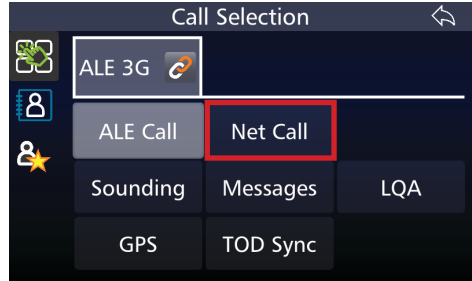 Call Selection
ALE 3G
ALE Call Net Call
Sounding Messages LQA
GPS TOD Sync